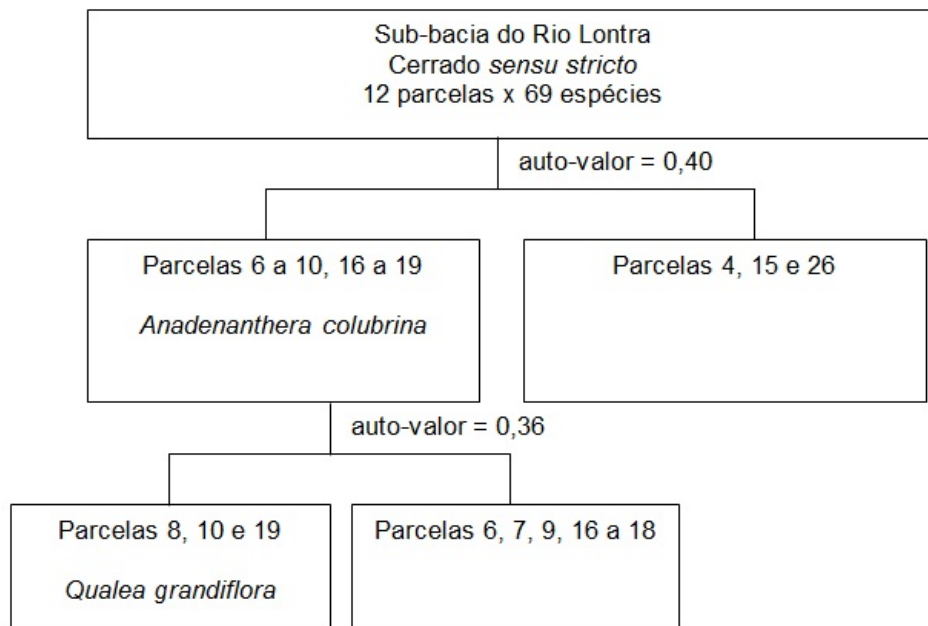 Sub-bacia do Rio Lontra
Cerrado sensu stricto
12 parcelas x 69 espécies
auto-valor = 0,40
Parcelas 6 a 10, 16 a 19
Anadenanthera colubrina
Parcelas 4, 15 e 26
auto-valor = 0,36
Parcelas 8, 10 e 19
Qualea grandiflora
Parcelas 6, 7, 9, 16 a 18